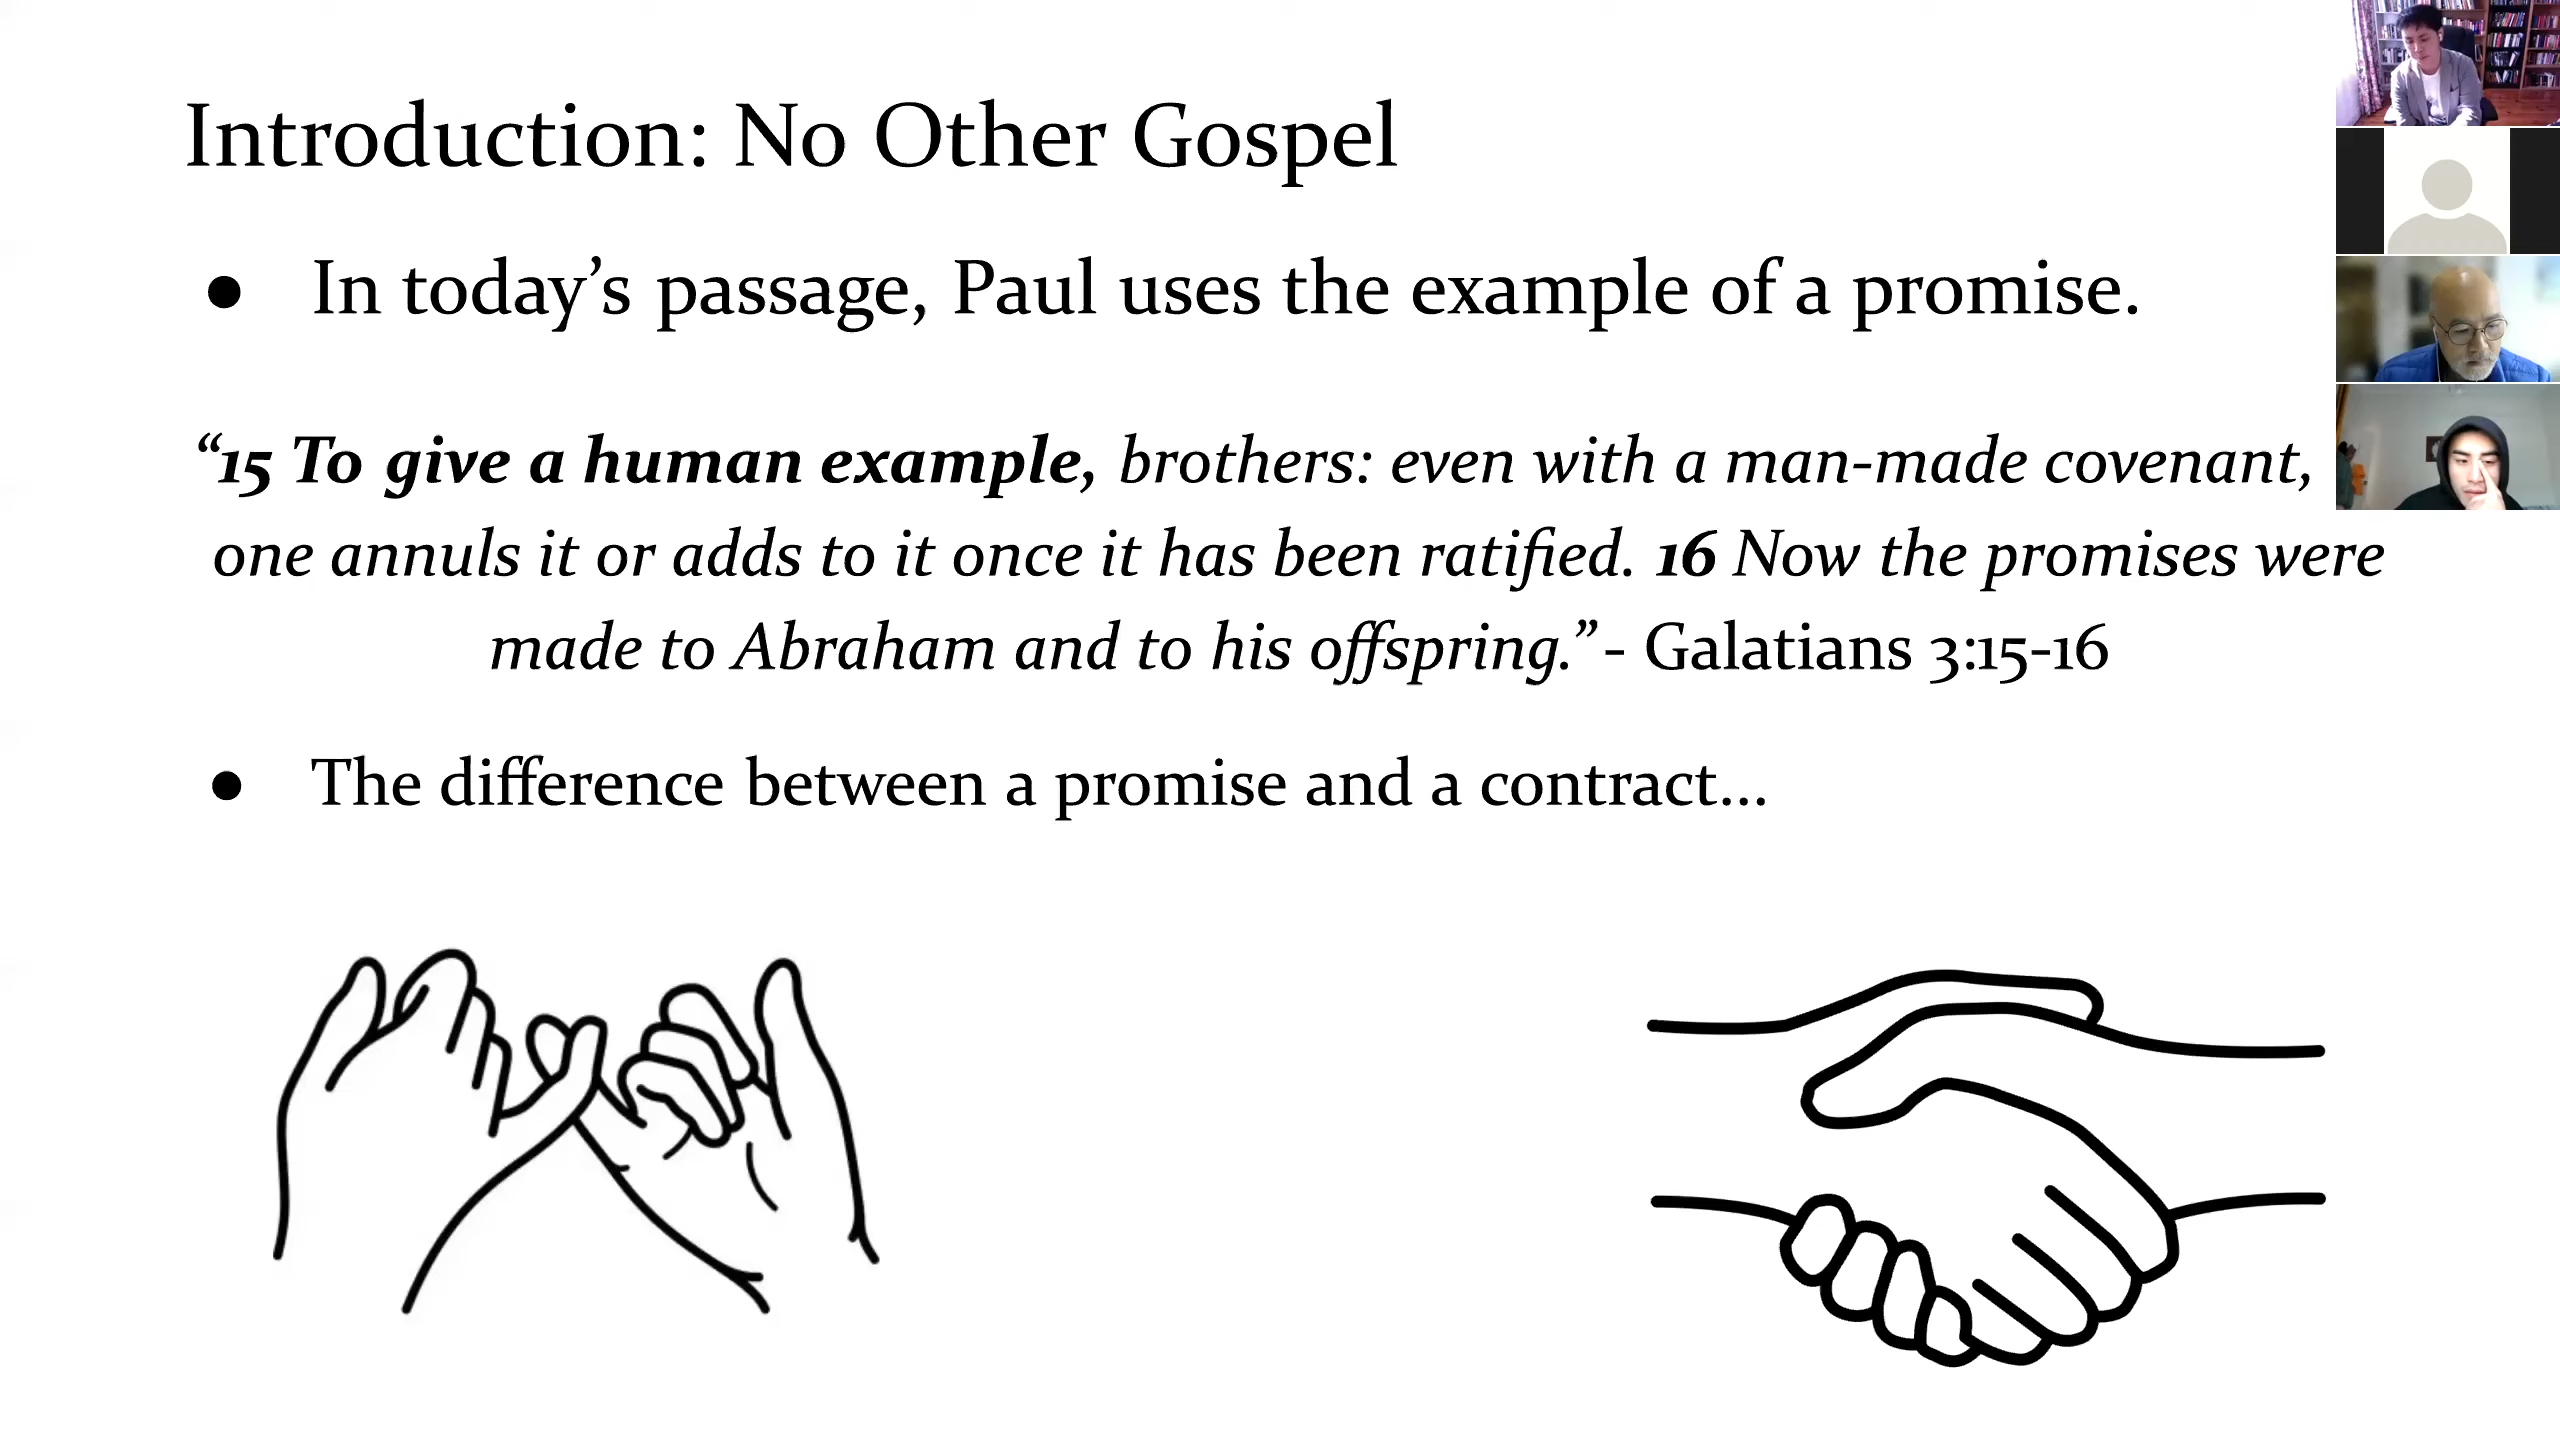 Introduction: No Other Gospel
● In today’s passage, Paul uses the example of a promise.
“15 To give a human example, brothers: even with a man-made covenant,
one annuls it or adds to it once it has been ratified. 16 Now the promises were
made to Abraham and to his offspring.” - Galatians 3:15-16
● The difference between a promise and a contract...